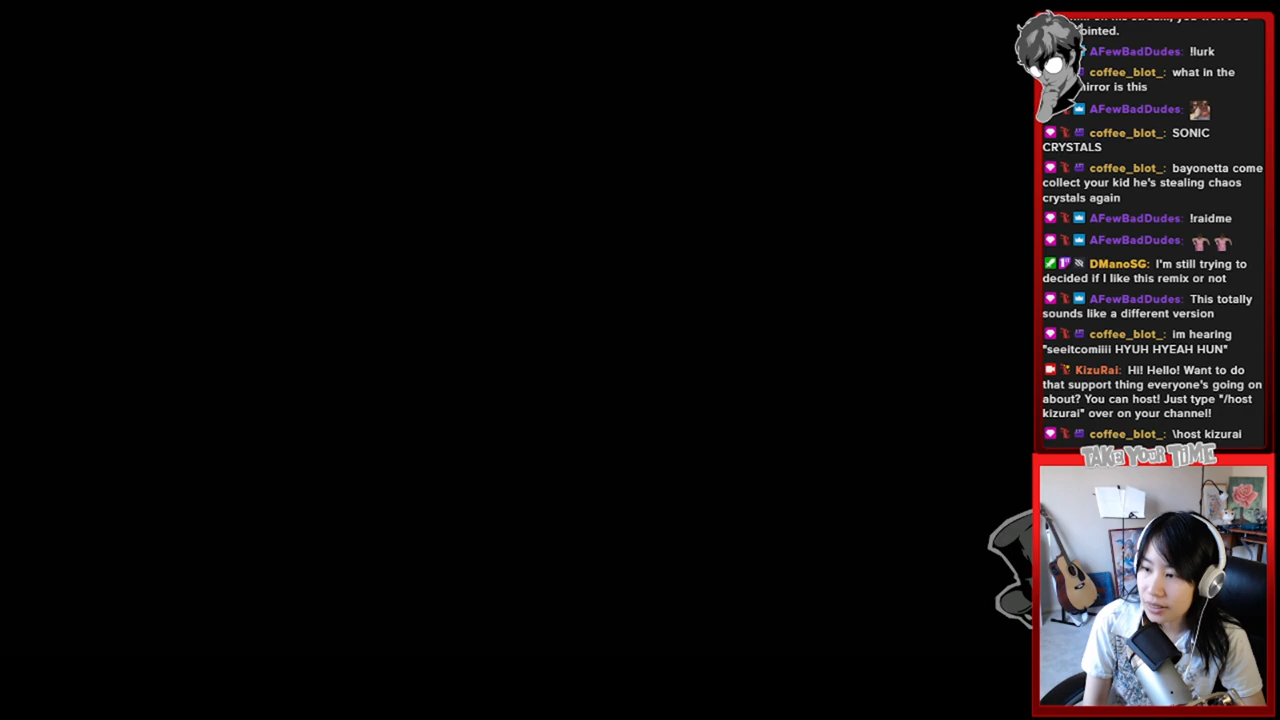 ointed.
AFewBadDudes: !lurk
coffee_blot_: what in the
mirror is this
AFewBadDudes:
coffee_blot_: SONIC
CRYSTALS
coffee_blot_: bayonetta come
collect your kid he's stealing chaos
crystals again
AFewBadDudes: !raidme
AFewBadDudes:
DManoSG: I'm still trying to
decided if I like this remix or not
AFewBadDudes: This totally
sounds like a different version
coffee_blot_: im hearing
"seeitcomiiii HYUH HYEAH HUN"
KizuRai: Hi! Hello! Want to do
that support thing everyone's going on
about? You can host! Just type "/host
kizurai" over on your channel!
coffee_blot_: \host kizurai
TAKE YOUR TIME